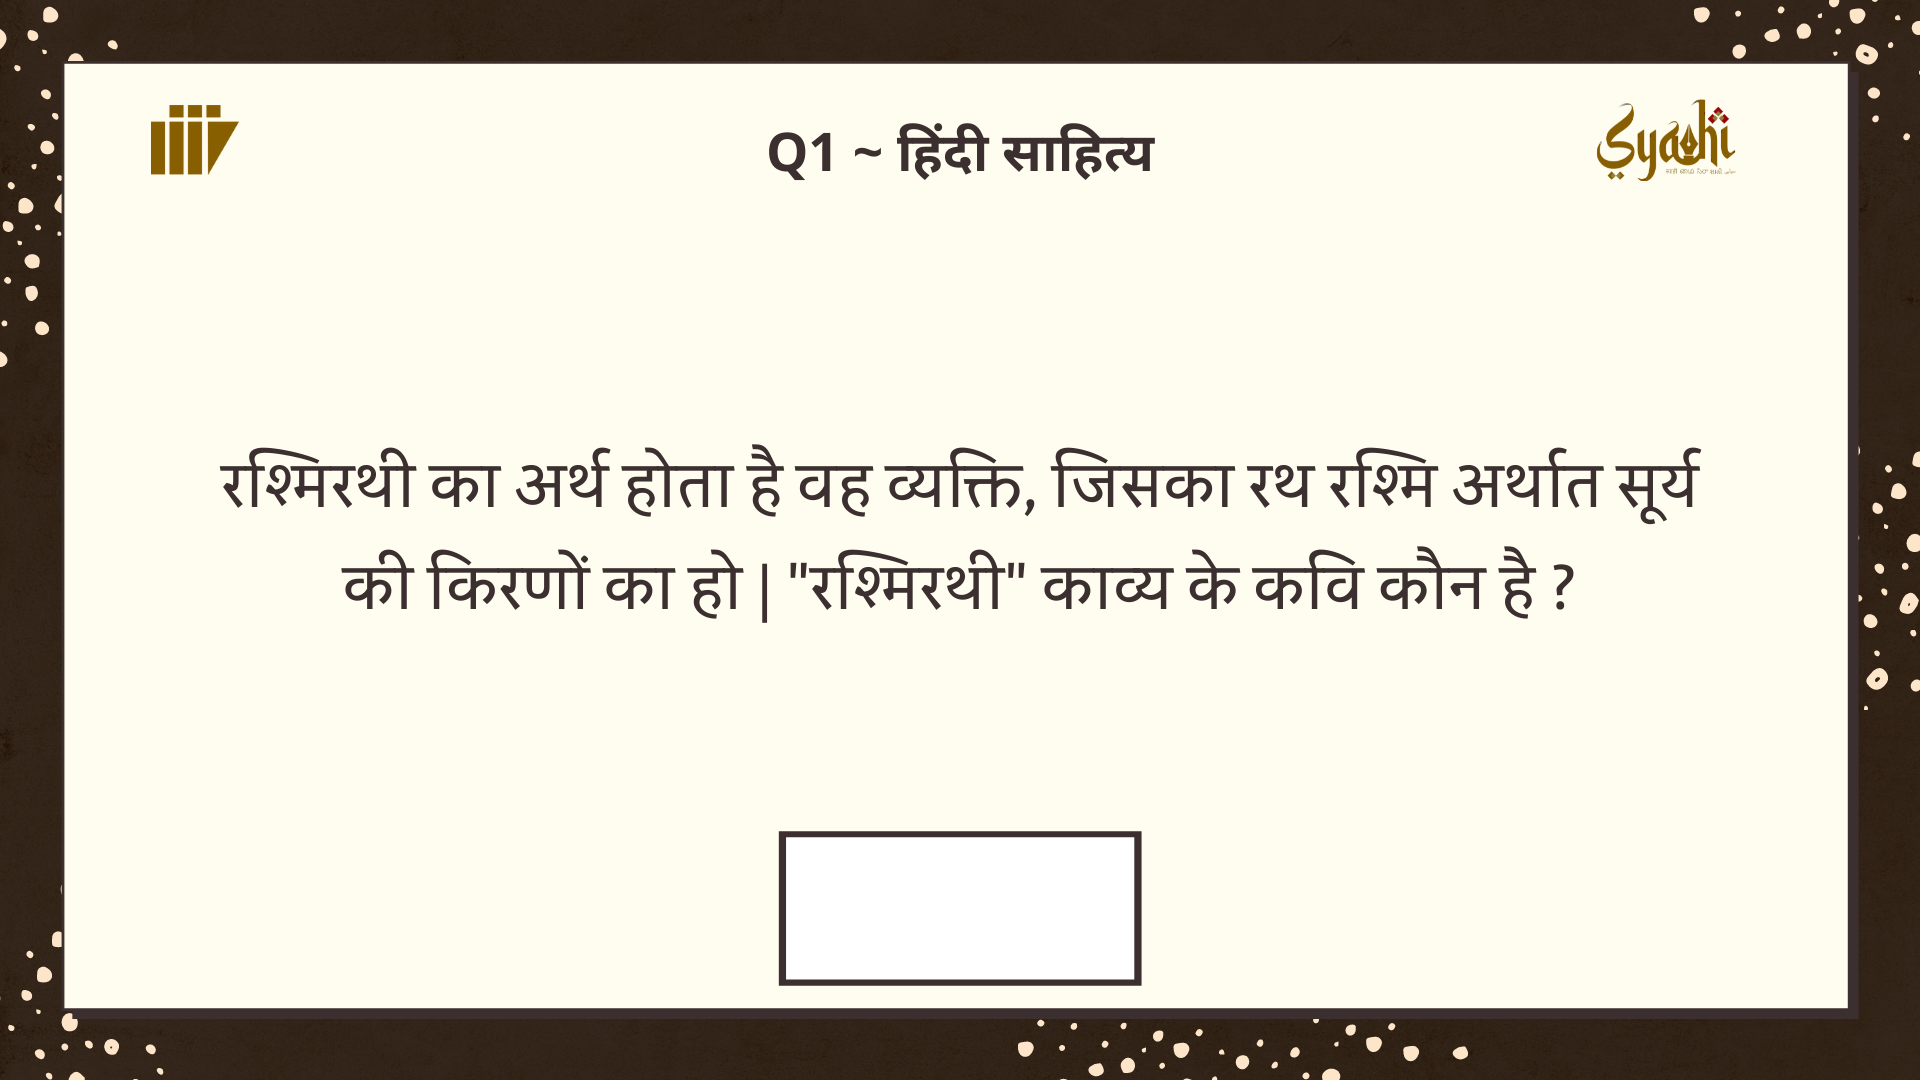 Q1 ~ हिंदी साहित्य
Syahi
रश्मिरथी का अर्थ होता है वह व्यक्ति, जिसका रथ रश्मि अर्थात सूर्य
की किरणों का हो | "रश्मिरथी" काव्य के कवि कौन है ?